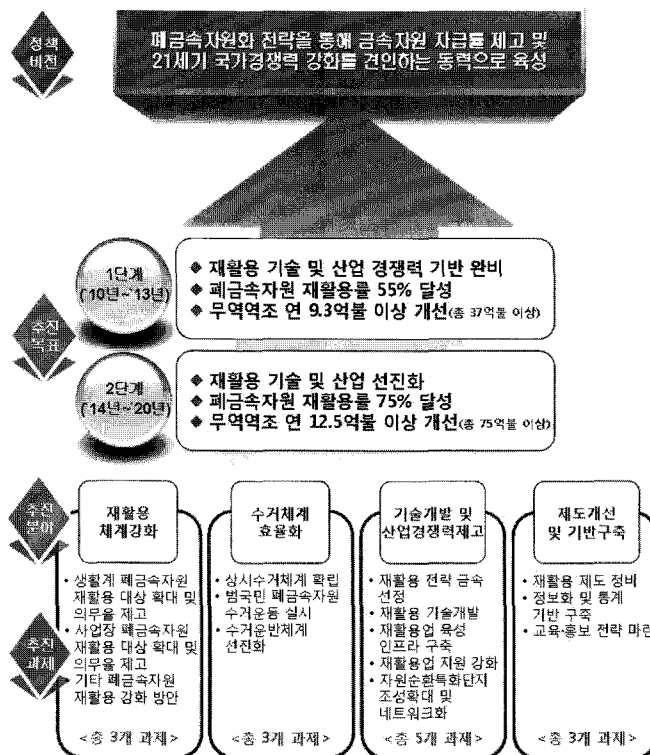 정책
비전
폐금속자원화 전략을 통해 금속자원 자급률 제고 및
21세기 국가경쟁력 강화를 견인하는 동력으로 육성
추진
목표
1단계
('10년~'13년)
◆ 재활용 기술 및 산업 경쟁력 기반 완비
◆ 폐금속자원 재활용률 55% 달성
◆ 무역역조 연 9.3억불 이상 개선(총 37억불 이상)
2단계
('14년~'20년)
◆ 재활용 기술 및 산업 선진화
◆ 폐금속자원 재활용률 75% 달성
◆ 무역역조 연 12.5억불 이상 개선(총 75억불 이상)
추진
분야
재활용
체계강화
수거체계
효율화
기술개발 및
산업경쟁력제고
제도개선
및 기반구축
추진
과제
• 생활계 폐금속자원
재활용 대상 확대 및
의무율 제고
• 사업장 폐금속자원
재활용 대상 확대 및
의무율 제고
• 기타 폐금속자원
재활용 강화 방안
<총 3개 과제>
• 상시수거체계 확립
• 범국민 폐금속자원
수거운동 실시
• 수거운반체계
선진화
<총 3개 과제>
• 재활용 전략 금속
선정
• 재활용 기술개발
• 재활용업 육성
인프라 구축
• 재활용업 지원 강화
• 자원순환특화단지
조성확대 및
네트워크화
<총 5개 과제>
• 재활용 제도 정비
• 정보화 및 통계
기반 구축
• 교육·홍보 전략 마련
<총 3개 과제>